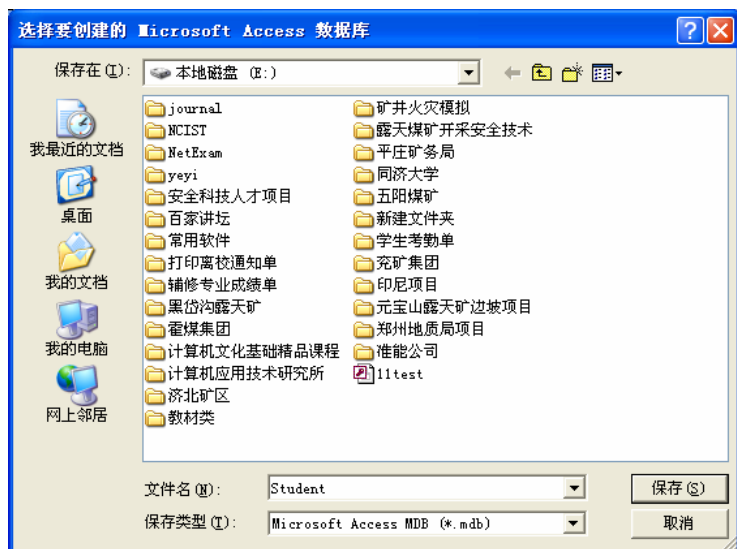 选择要创建的 Microsoft Access 数据库
保存在(I):
本地磁盘 (E:)
我最近的文档
桌面
我的文档
我的电脑
网上邻居
journal
NCIST
NetExam
yeyi
安全科技人才项目
百家讲坛
常用软件
打印离校通知单
辅修专业成绩单
黑岱沟露天矿
霍煤集团
计算机文化基础精品课程
计算机应用技术研究所
济北矿区
教材类
矿井火灾模拟
露天煤矿开采安全技术
平庄矿务局
同济大学
五阳煤矿
新建文件夹
学生考勤单
兖矿集团
印尼项目
元宝山露天矿边坡项目
郑州地质局项目
准能公司
11test
文件名(N):
Student
保存(S)
保存类型(T):
Microsoft Access MDB (*.mdb)
取消